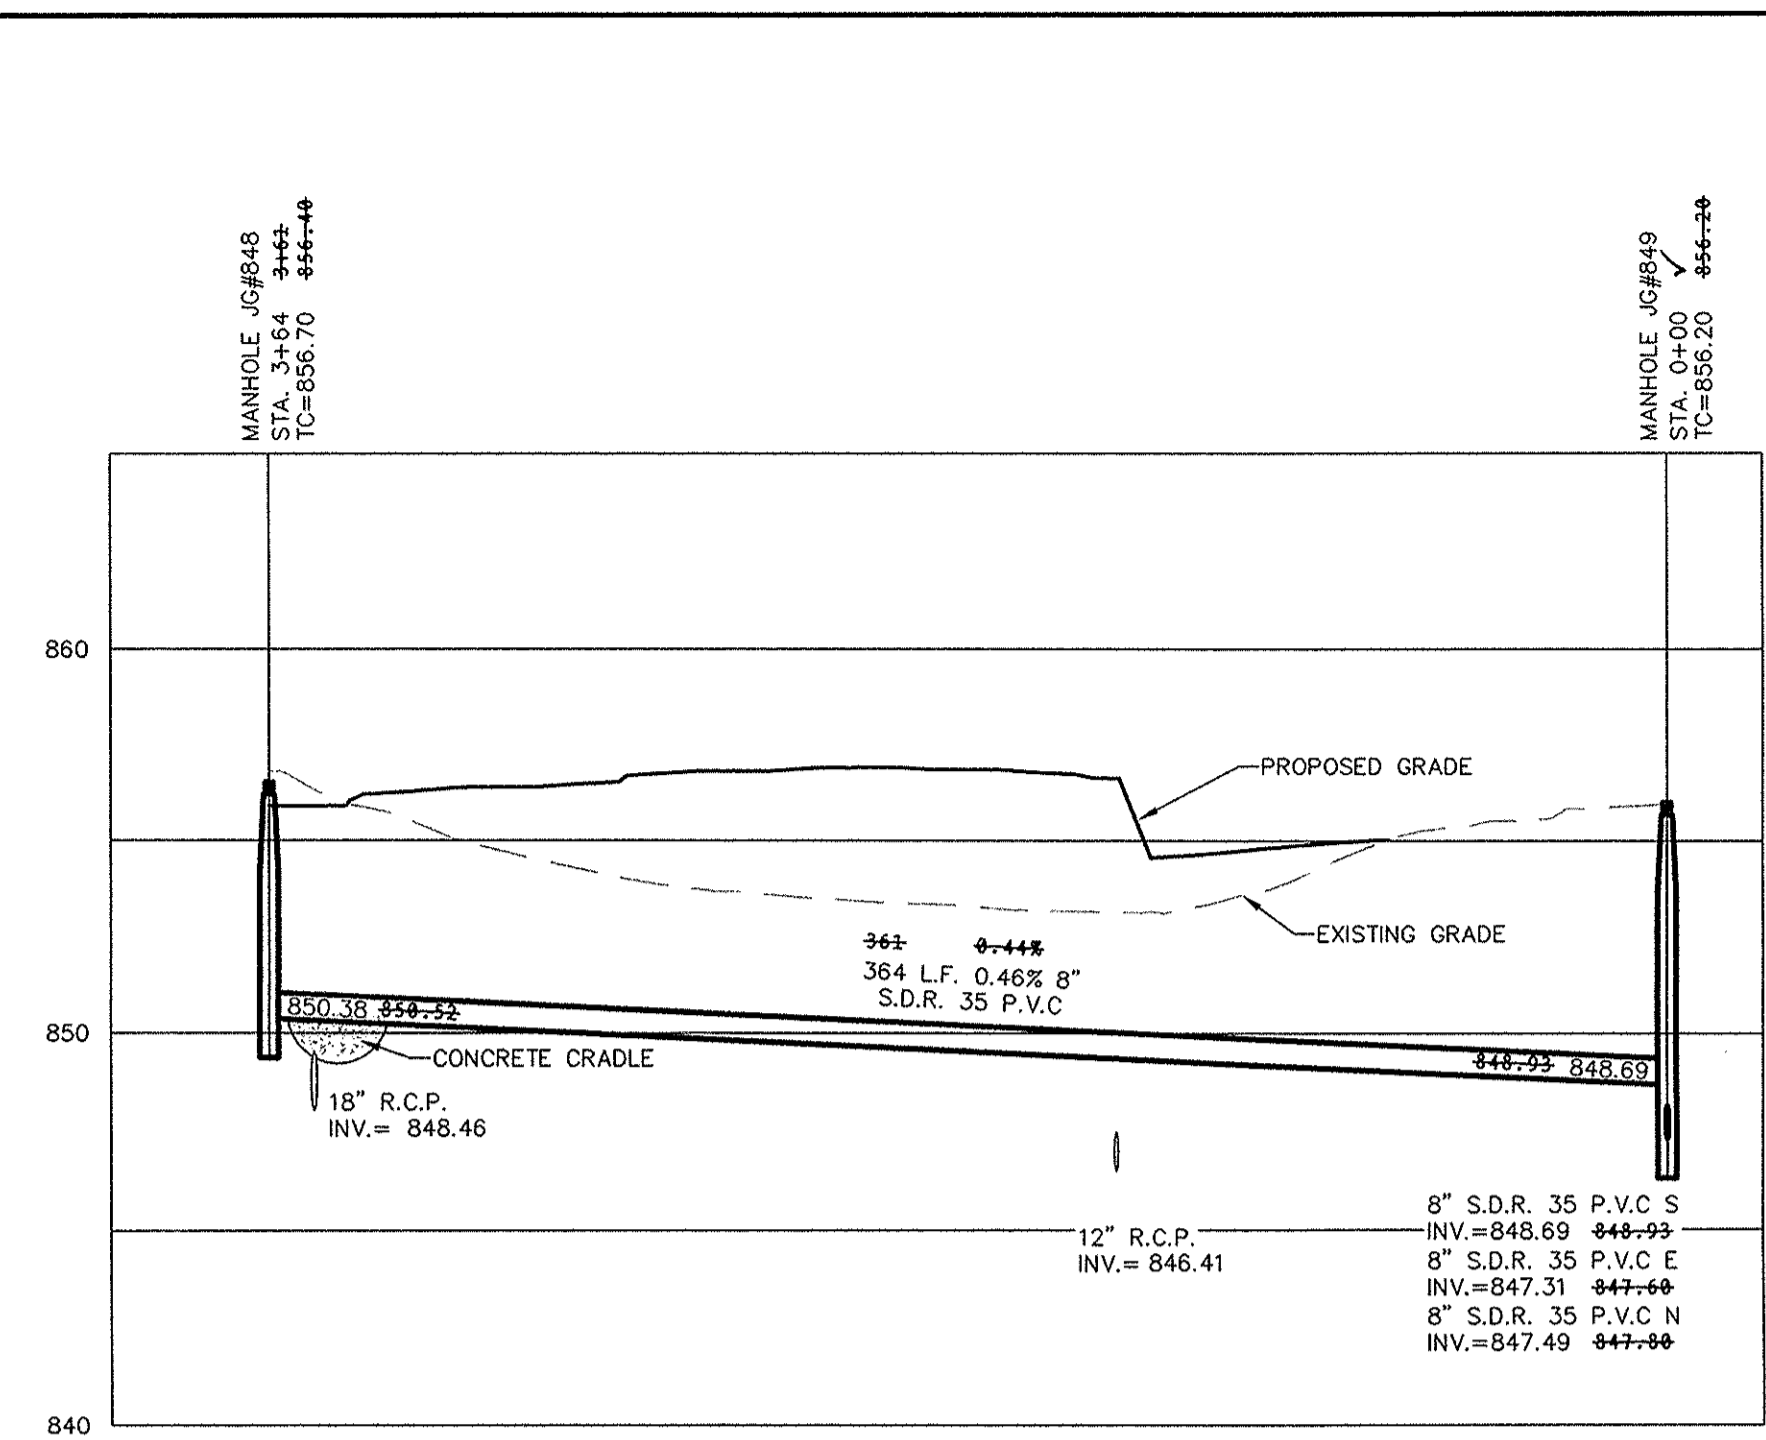 MANHOLE JG#848
STA. 3+64 3+61
TC=856.70 856.40
MANHOLE JG#849
STA. 0+00
TC=856.20 856.20
860
PROPOSED GRADE
EXISTING GRADE
361 0.44%
364 L.F. 0.46% 8"
S.D.R. 35 P.V.C
850.38 850.52
850
CONCRETE CRADLE
848.93 848.69
18" R.C.P.
INV.= 848.46
12" R.C.P.
INV.= 846.41
8" S.D.R. 35 P.V.C S
INV.=848.69 848.93
8" S.D.R. 35 P.V.C E
INV.=847.31 847.60
8" S.D.R. 35 P.V.C N
INV.=847.49 847.80
840